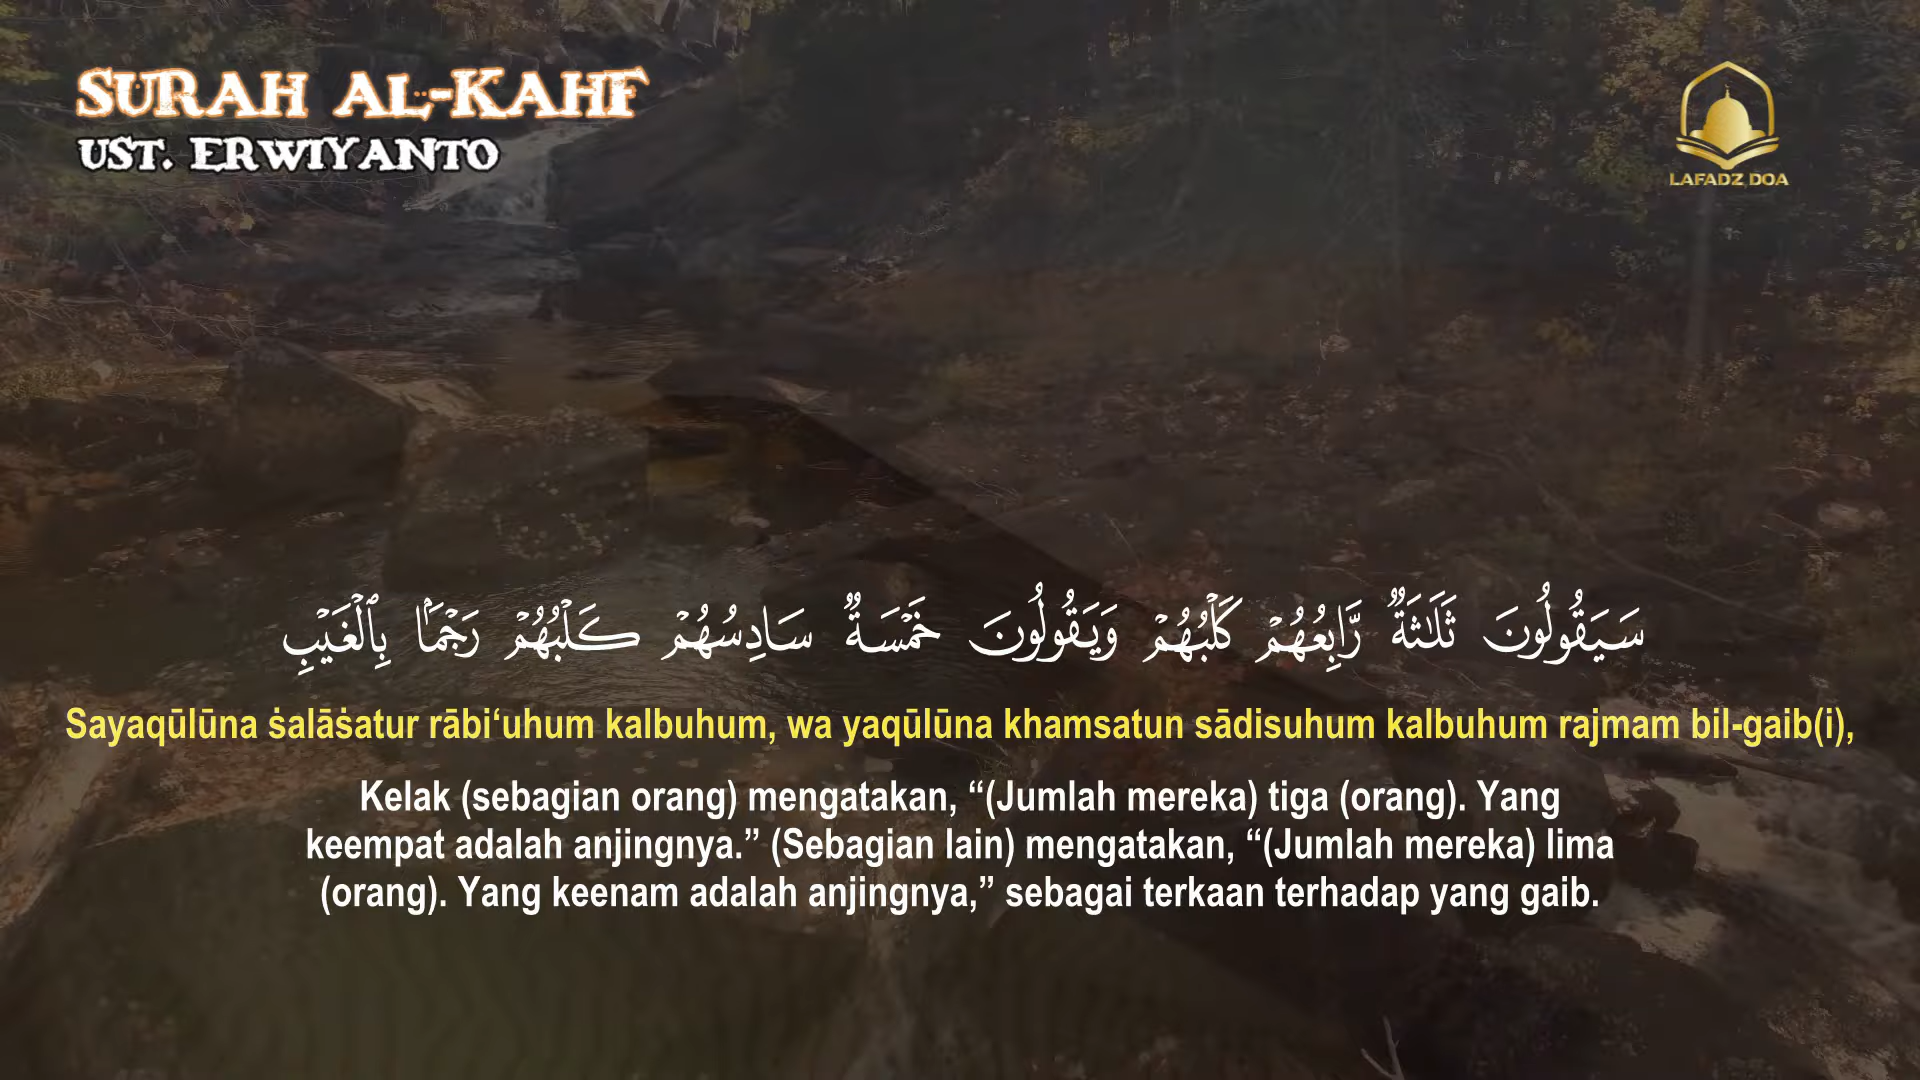 SURAH AL-KAHF
UST. ERWIYANTO
LAFADZ DOA
سَيَقُولُونَ ثَلَٰثَةٌ رَّابِعُهُمْ كَلْبُهُمْ وَيَقُولُونَ خَمْسَةٌ سَادِسُهُمْ كَلْبُهُمْ رَجْمًۢا بِٱلْغَيْبِ
Sayaqūlūna ṡalāṡatur rābi‘uhum kalbuhum, wa yaqūlūna khamsatun sādisuhum kalbuhum rajmam bil-gaib(i),
Kelak (sebagian orang) mengatakan, “(Jumlah mereka) tiga (orang). Yang
keempat adalah anjingnya.” (Sebagian lain) mengatakan, “(Jumlah mereka) lima
(orang). Yang keenam adalah anjingnya,” sebagai terkaan terhadap yang gaib.